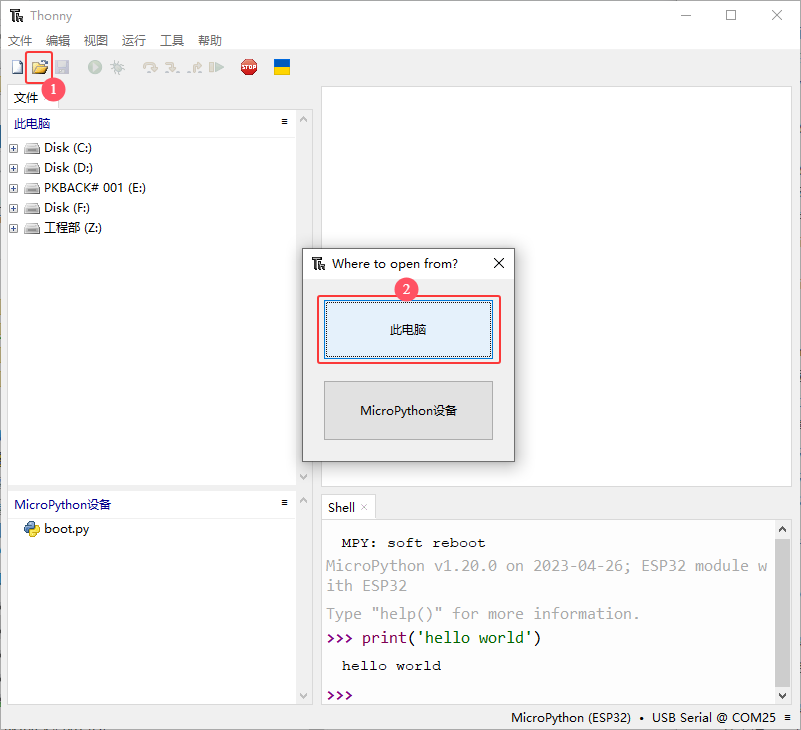 Thonny
文件 编辑 视图 运行 工具 帮助
STOP
1
文件
此电脑
Disk (C:)
Disk (D:)
PKBACK# 001 (E:)
Disk (F:)
工程部 (Z:)
Where to open from?
2
此电脑
MicroPython设备
MicroPython设备
boot.py
Shell
MPY: soft reboot
MicroPython v1.20.0 on 2023-04-26; ESP32 module w
ith ESP32
Type "help()" for more information.
>>> print('hello world')
hello world
>>>
MicroPython (ESP32) • USB Serial @ COM25